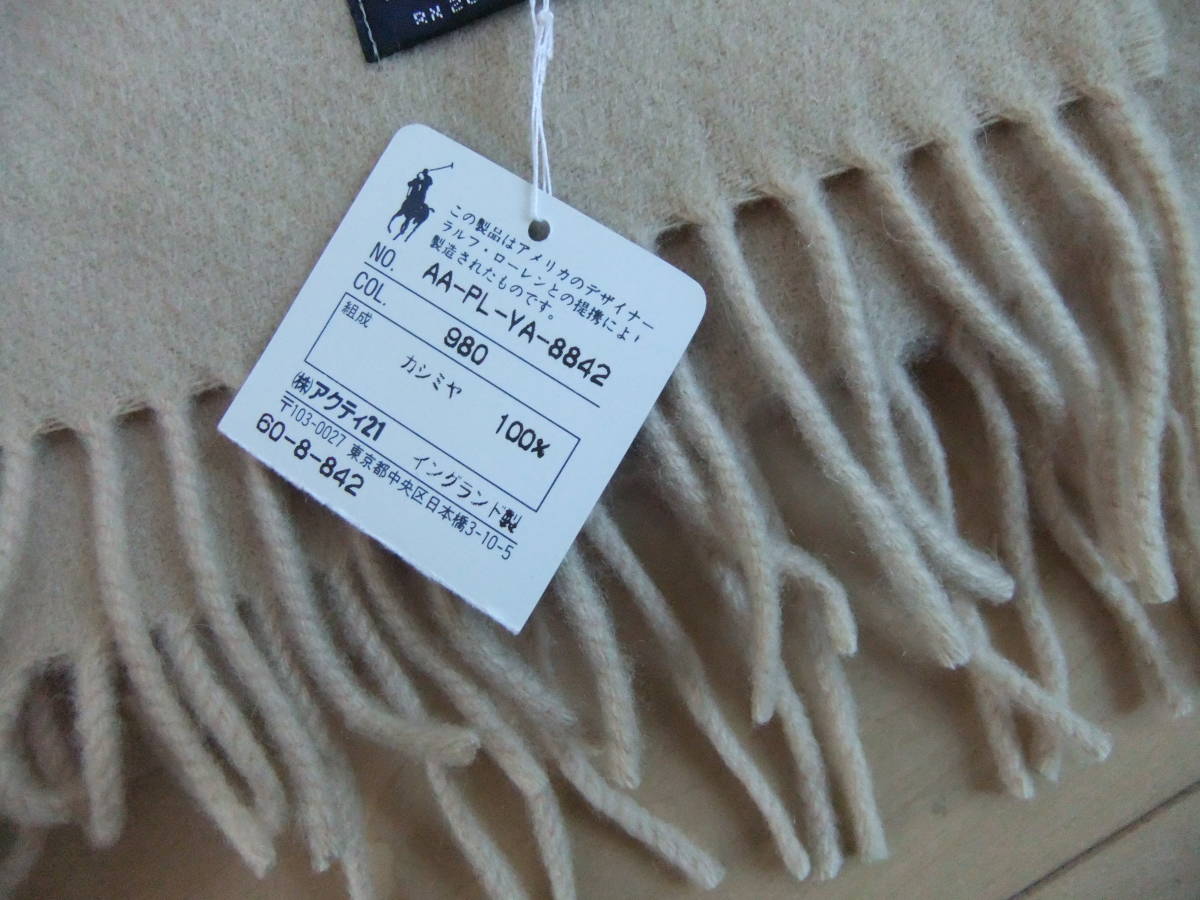 RN
この製品はアメリカのデザイナー
ラルフ・ローレンとの提携によ
製造されたものです。
NO. AA-PL-YA-8842
COL. 980
組成 カシミヤ 100%
㈱アクティ21 イングランド製
〒103-0027 東京都中央区日本橋3-10-5
60-8-842